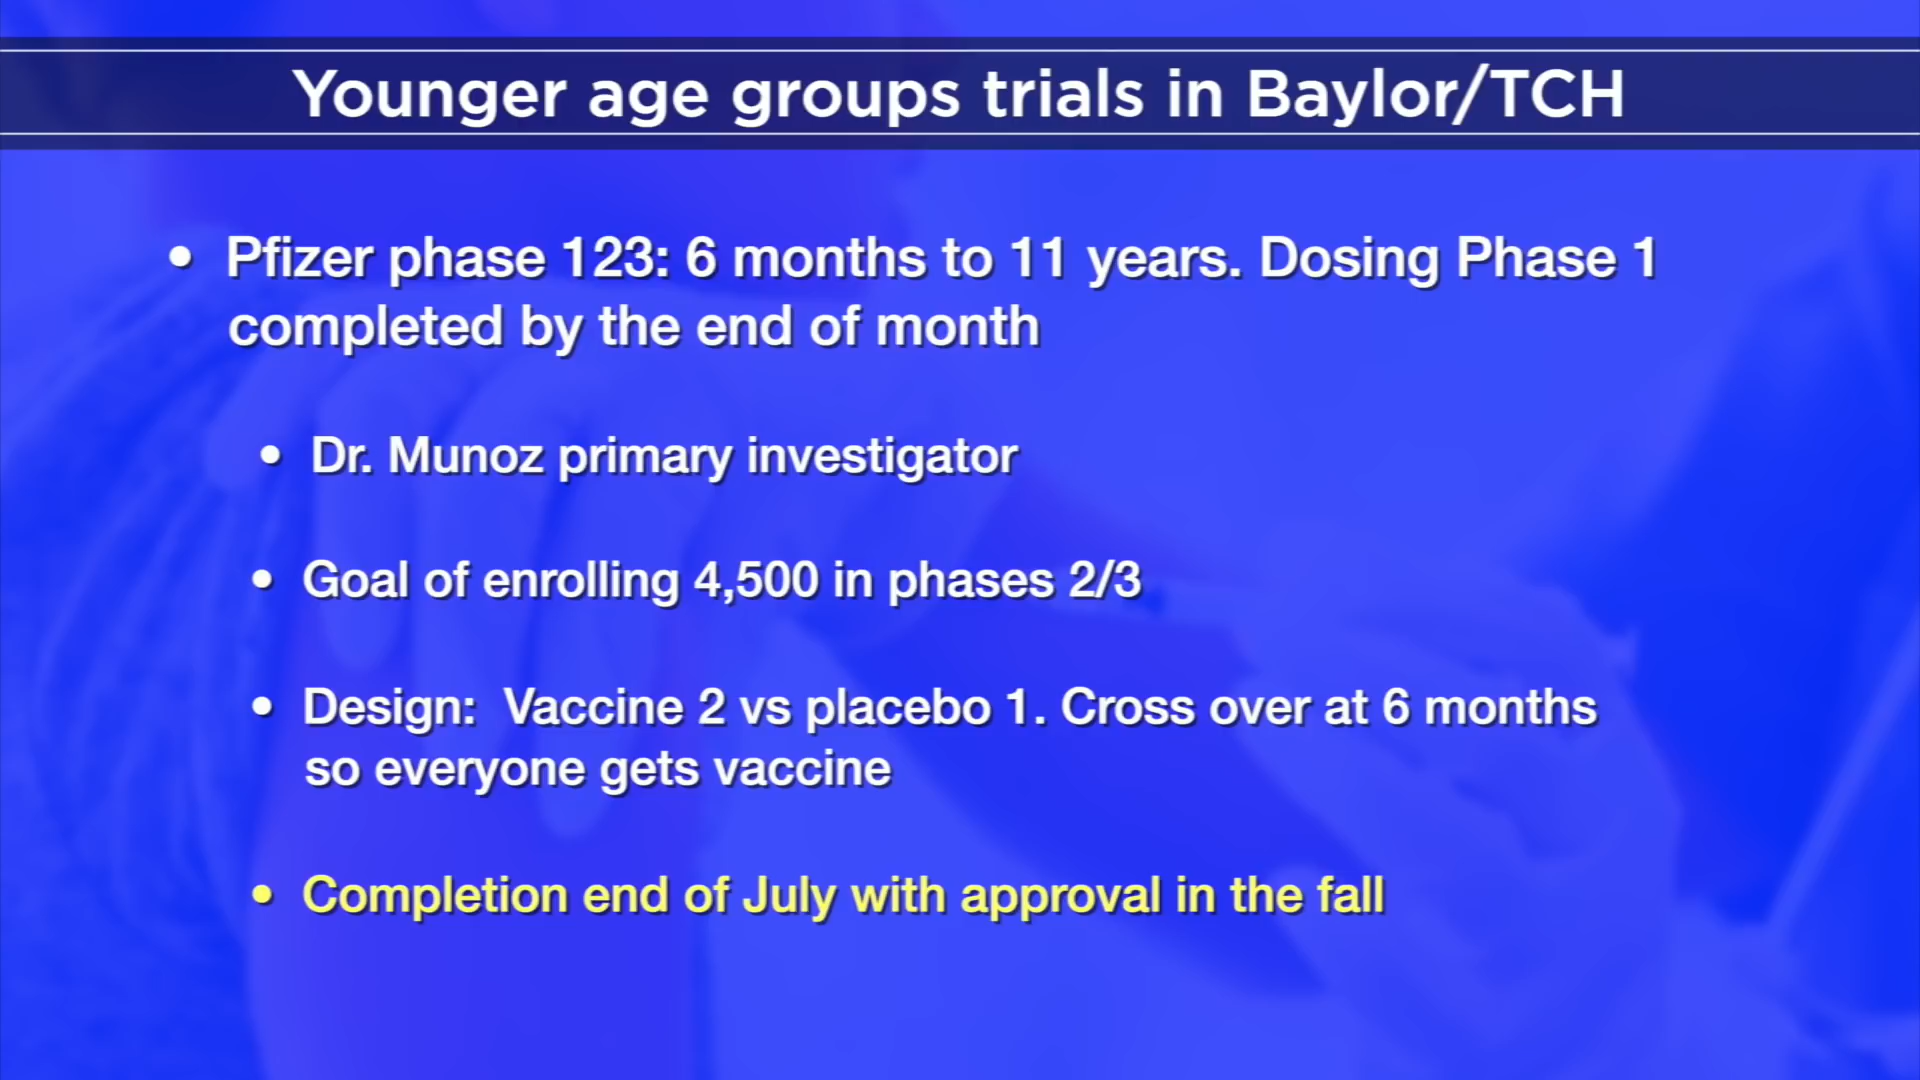 Younger age groups trials in Baylor/TCH
• Pfizer phase 123: 6 months to 11 years. Dosing Phase 1
completed by the end of month
• Dr. Munoz primary investigator
• Goal of enrolling 4,500 in phases 2/3
• Design:  Vaccine 2 vs placebo 1. Cross over at 6 months
so everyone gets vaccine
• Completion end of July with approval in the fall